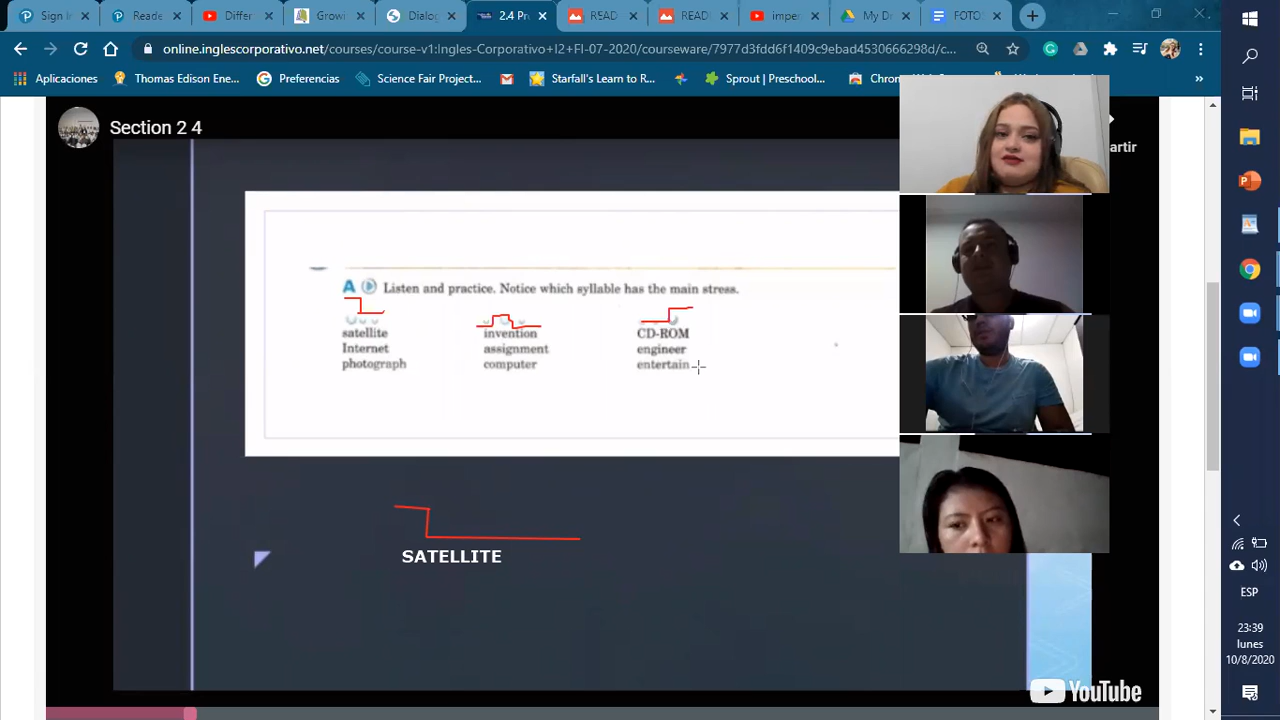 Sign In
Reade
Differ
Growi
Dialog
2.4 Pr
READ
READ
imper
My D
FOTO
online.inglescorporativo.net/courses/course-v1:Ingles-Corporativo+I2+FI-07-2020/courseware/7977d3fdd6f1409c9ebad4530666298d/c...
Aplicaciones
Thomas Edison Ene...
Preferencias
Science Fair Project...
Starfall's Learn to R...
Sprout | Preschool...
Chro
Section 2 4
artir
A Listen and practice. Notice which syllable has the main stress.
satellite invention CD-ROM
Internet assignment engineer
photograph computer entertain
SATELLITE
YouTube
ESP
23:39
lunes
10/8/2020